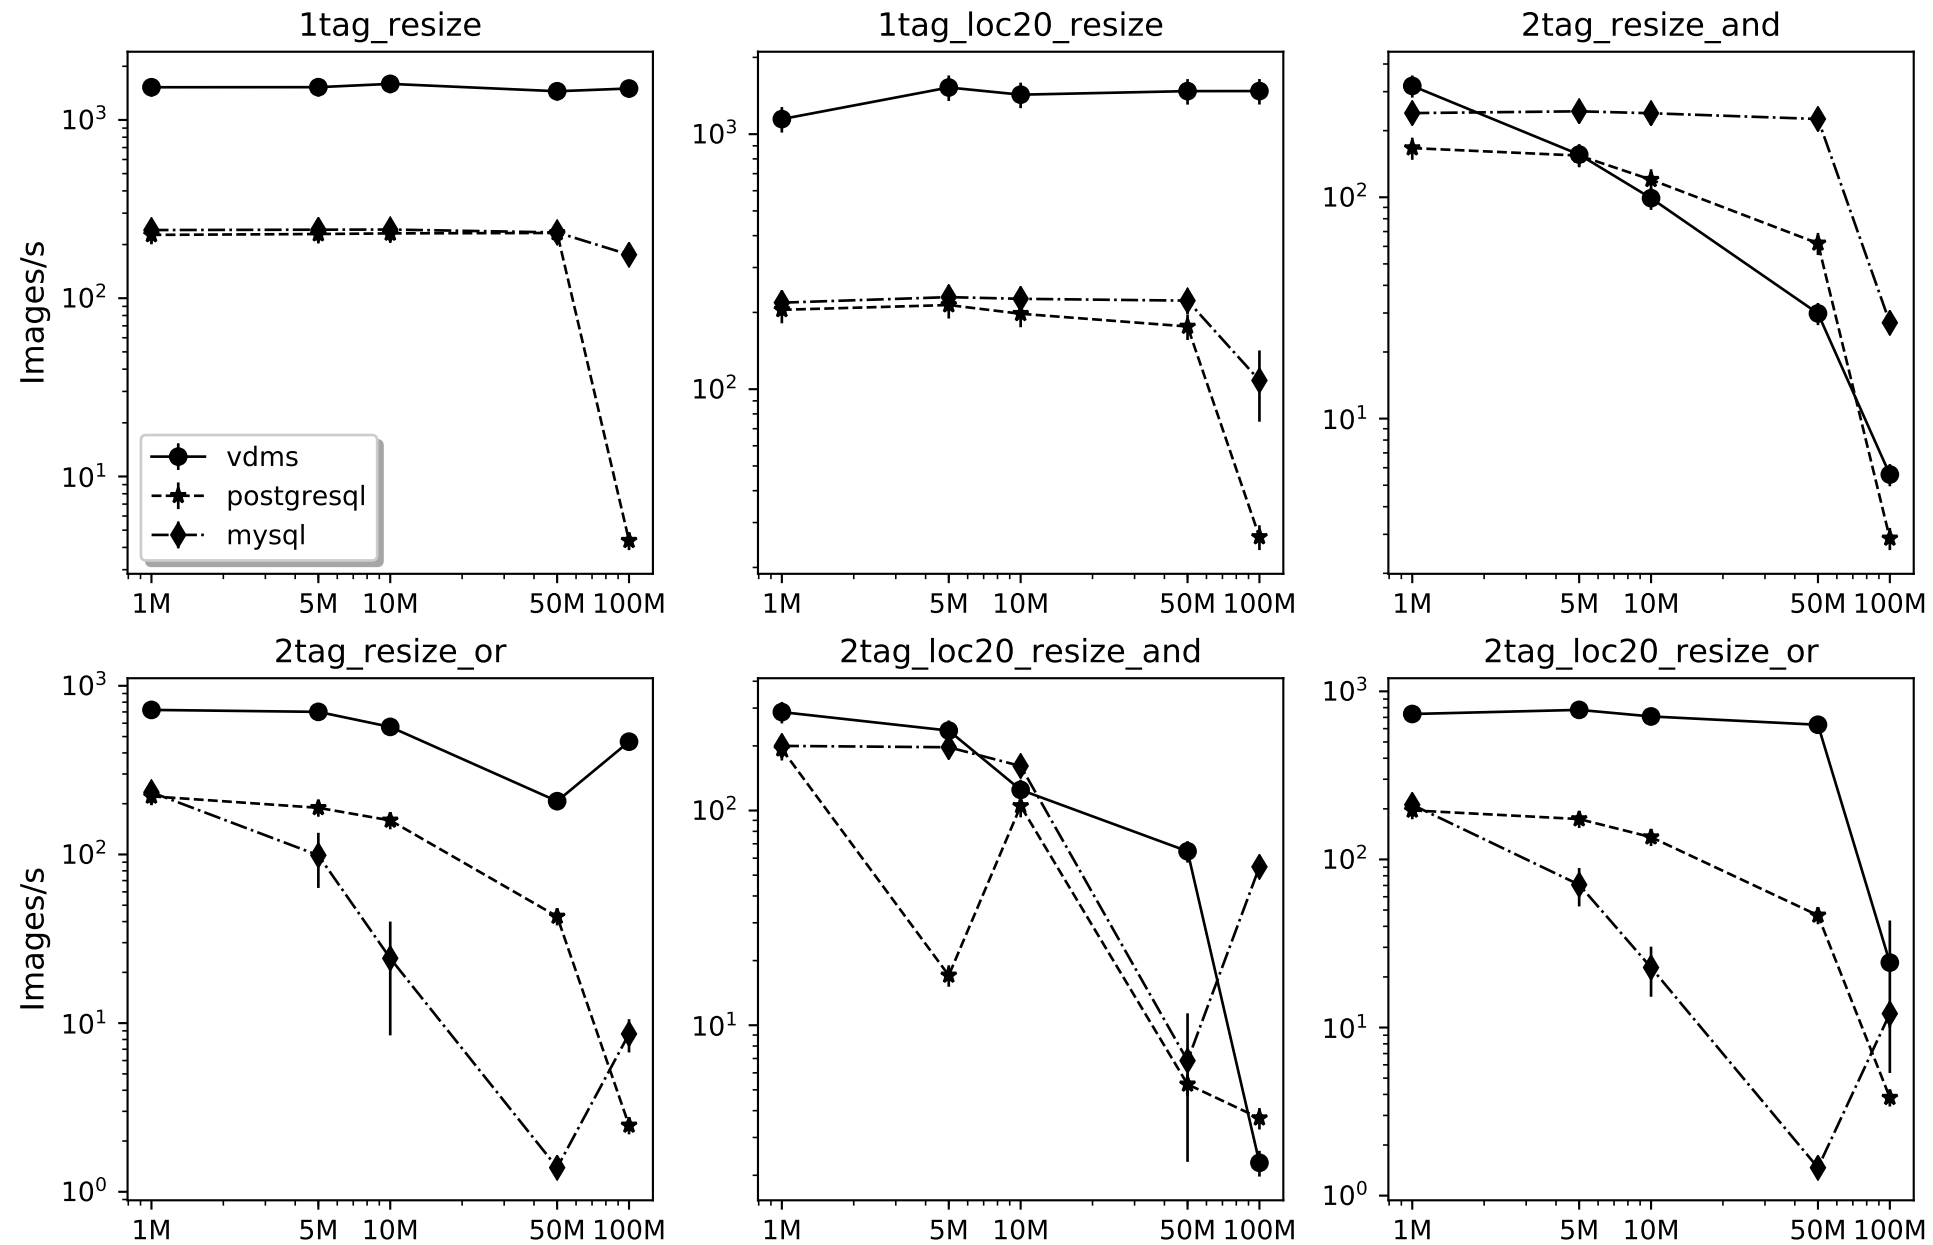 1tag_resize
1tag_loc20_resize
2tag_resize_and
Images/s
10³
10²
10¹
vdms
postgresql
mysql
1M 5M 10M 50M 100M
10³
10²
1M 5M 10M 50M 100M
10²
10¹
1M 5M 10M 50M 100M
2tag_resize_or
2tag_loc20_resize_and
2tag_loc20_resize_or
Images/s
10³
10²
10¹
10⁰
1M 5M 10M 50M 100M
10²
10¹
1M 5M 10M 50M 100M
10³
10²
10¹
10⁰
1M 5M 10M 50M 100M